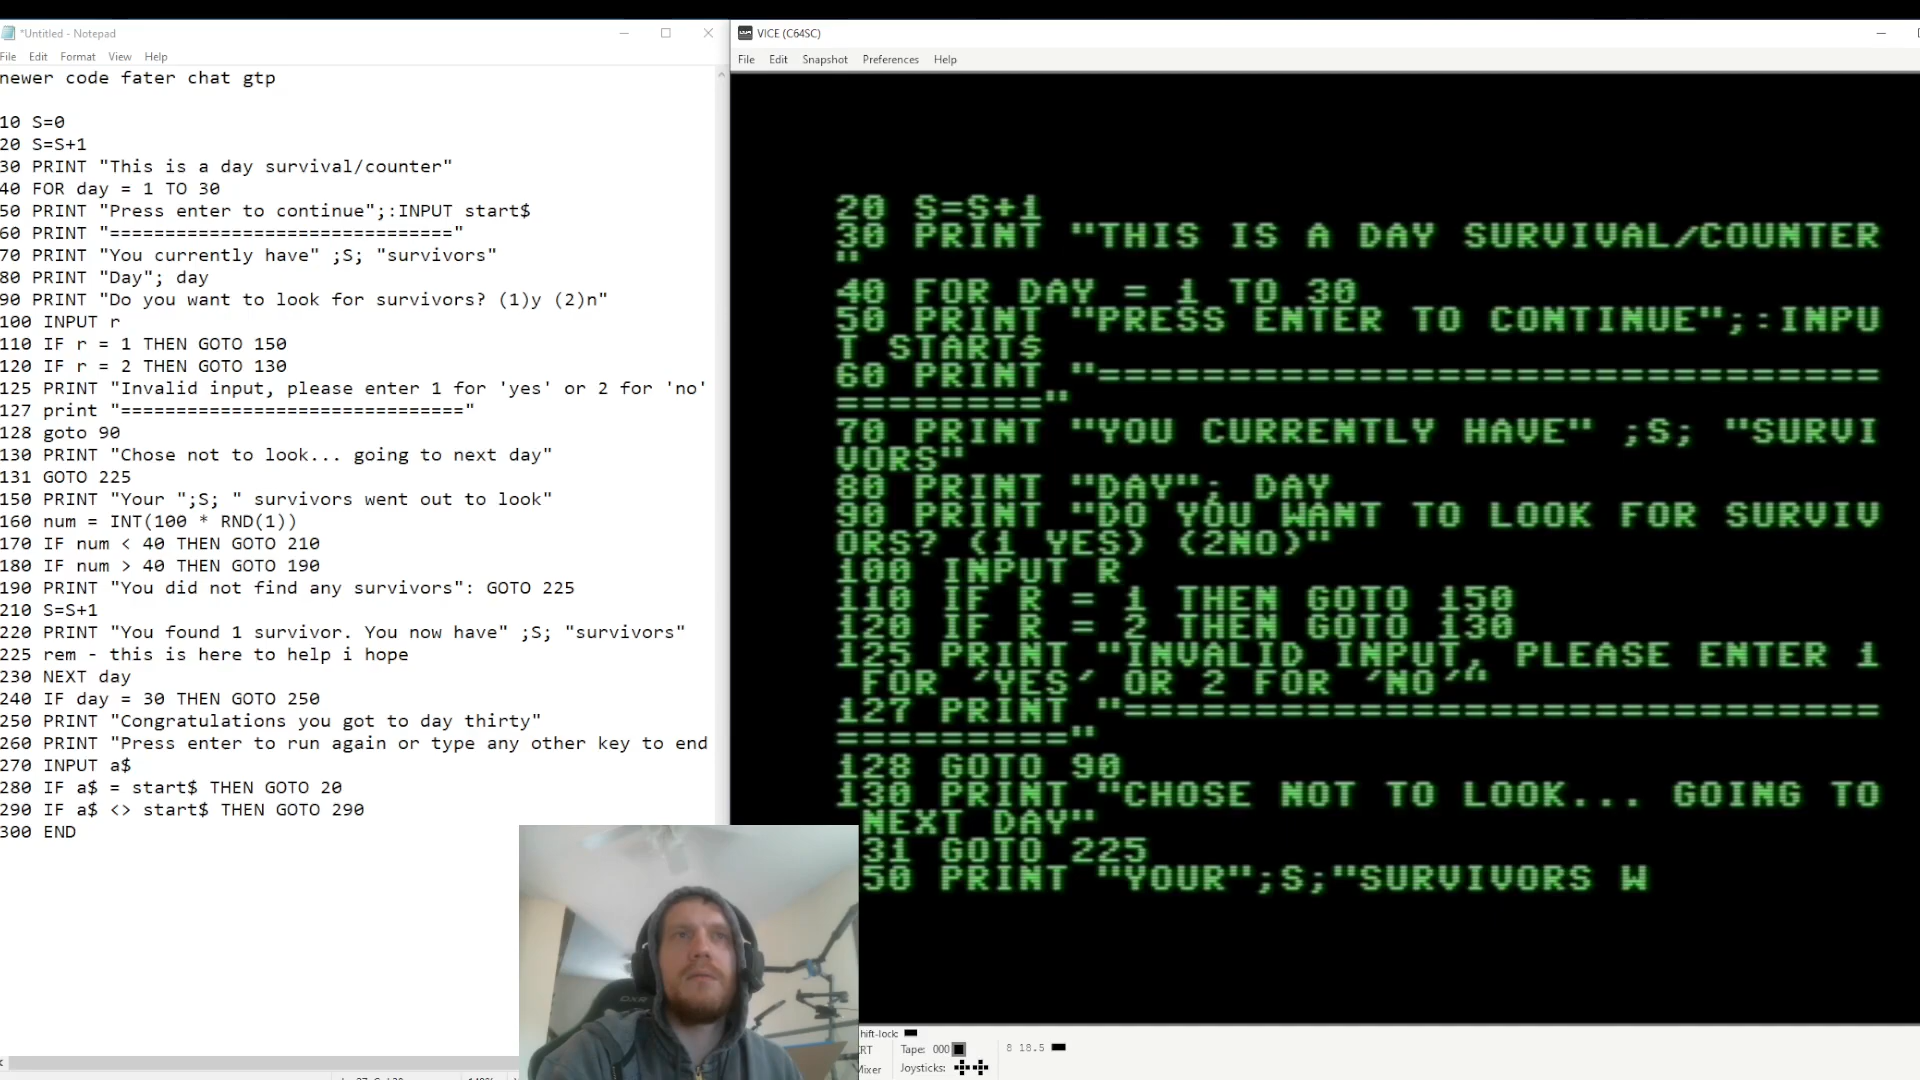 *Untitled - Notepad
File Edit Format View Help
newer code fater chat gtp
10 S=0
20 S=S+1
30 PRINT "This is a day survival/counter"
40 FOR day = 1 TO 30
50 PRINT "Press enter to continue";:INPUT start$
60 PRINT "==============================="
70 PRINT "You currently have" ;S; "survivors"
80 PRINT "Day"; day
90 PRINT "Do you want to look for survivors? (1)y (2)n"
100 INPUT r
110 IF r = 1 THEN GOTO 150
120 IF r = 2 THEN GOTO 130
125 PRINT "Invalid input, please enter 1 for 'yes' or 2 for 'no'
127 print "==============================="
128 goto 90
130 PRINT "Chose not to look... going to next day"
131 GOTO 225
150 PRINT "Your ";S; " survivors went out to look"
160 num = INT(100 * RND(1))
170 IF num < 40 THEN GOTO 210
180 IF num > 40 THEN GOTO 190
190 PRINT "You did not find any survivors": GOTO 225
210 S=S+1
220 PRINT "You found 1 survivor. You now have" ;S; "survivors"
225 rem - this is here to help i hope
230 NEXT day
240 IF day = 30 THEN GOTO 250
250 PRINT "Congratulations you got to day thirty"
260 PRINT "Press enter to run again or type any other key to end
270 INPUT a$
280 IF a$ = start$ THEN GOTO 20
290 IF a$ <> start$ THEN GOTO 290
300 END
VICE (C64SC)
File Edit Snapshot Preferences Help
20 S=S+1
30 PRINT "THIS IS A DAY SURVIVAL/COUNTER
"
40 FOR DAY = 1 TO 30
50 PRINT "PRESS ENTER TO CONTINUE";:INPU
T START$
60 PRINT "==============================
========"
70 PRINT "YOU CURRENTLY HAVE" ;S; "SURVI
VORS"
80 PRINT "DAY"; DAY
90 PRINT "DO YOU WANT TO LOOK FOR SURVIV
ORS? (1 YES) (2NO)"
100 INPUT R
110 IF R = 1 THEN GOTO 150
120 IF R = 2 THEN GOTO 130
125 PRINT "INVALID INPUT, PLEASE ENTER 1
FOR 'YES' OR 2 FOR 'NO'"
127 PRINT "=============================
========="
128 GOTO 90
130 PRINT "CHOSE NOT TO LOOK... GOING TO
NEXT DAY"
31 GOTO 225
50 PRINT "YOUR";S;"SURVIVORS W
DXR
hift-lock:
RT
Tape: 000
8 18.5
Mixer
Joysticks: